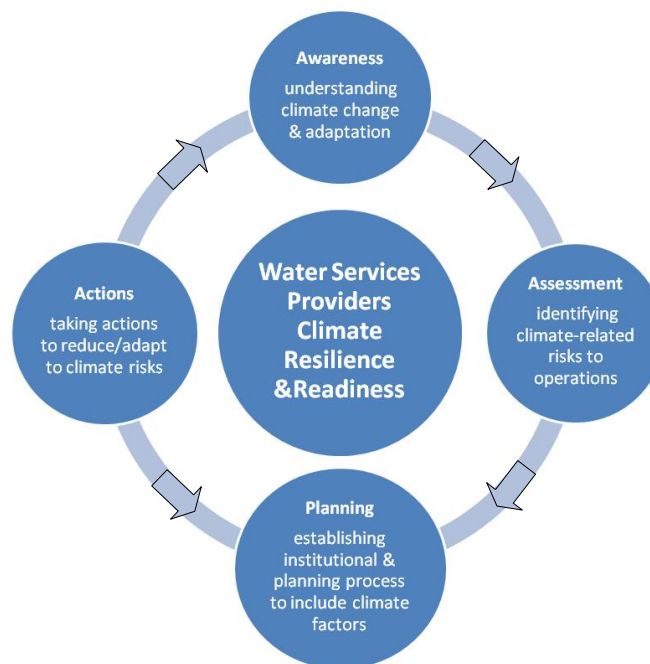 Awareness
understanding
climate change
& adaptation
Water Services
Providers
Climate
Resilience
&Readiness
Actions
taking actions
to reduce/adapt
to climate risks
Assessment
identifying
climate-related
risks to
operations
Planning
establishing
institutional &
planning process
to include climate
factors